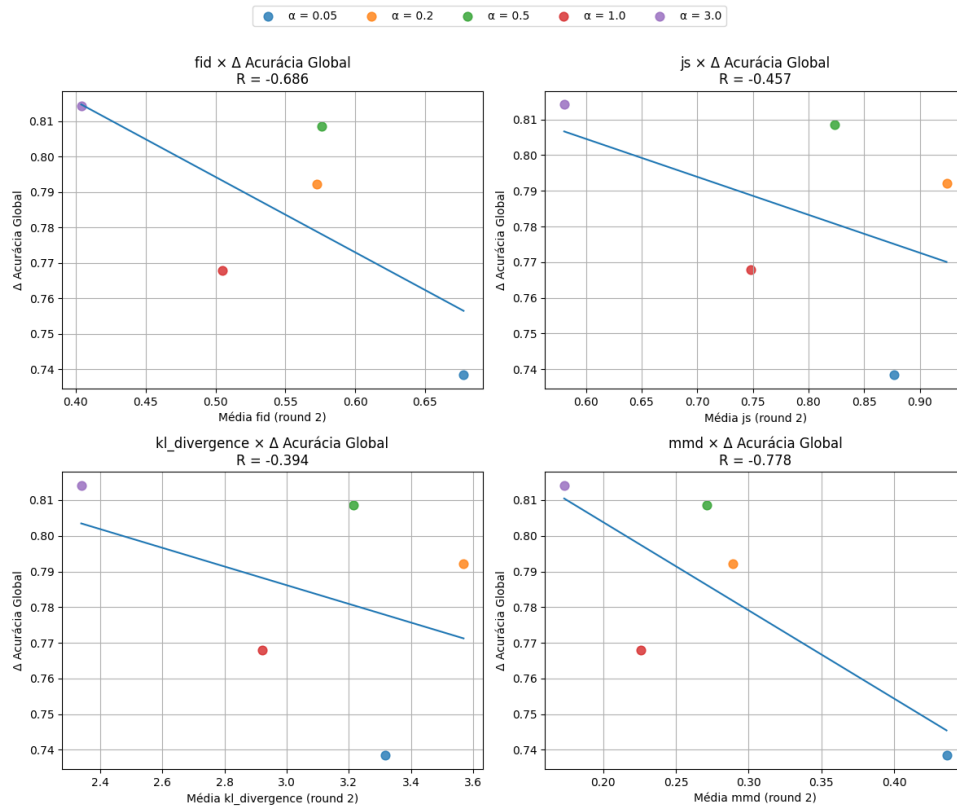 α = 0.05 α = 0.2 α = 0.5 α = 1.0 α = 3.0
fid × Δ Acurácia Global
R = -0.686
Δ Acurácia Global
0.81
0.80
0.79
0.78
0.77
0.76
0.75
0.74
0.40 0.45 0.50 0.55 0.60 0.65
Média fid (round 2)
js × Δ Acurácia Global
R = -0.457
Δ Acurácia Global
0.81
0.80
0.79
0.78
0.77
0.76
0.75
0.74
0.60 0.65 0.70 0.75 0.80 0.85 0.90
Média js (round 2)
kl_divergence × Δ Acurácia Global
R = -0.394
Δ Acurácia Global
0.81
0.80
0.79
0.78
0.77
0.76
0.75
0.74
2.4 2.6 2.8 3.0 3.2 3.4 3.6
Média kl_divergence (round 2)
mmd × Δ Acurácia Global
R = -0.778
Δ Acurácia Global
0.81
0.80
0.79
0.78
0.77
0.76
0.75
0.74
0.20 0.25 0.30 0.35 0.40
Média mmd (round 2)